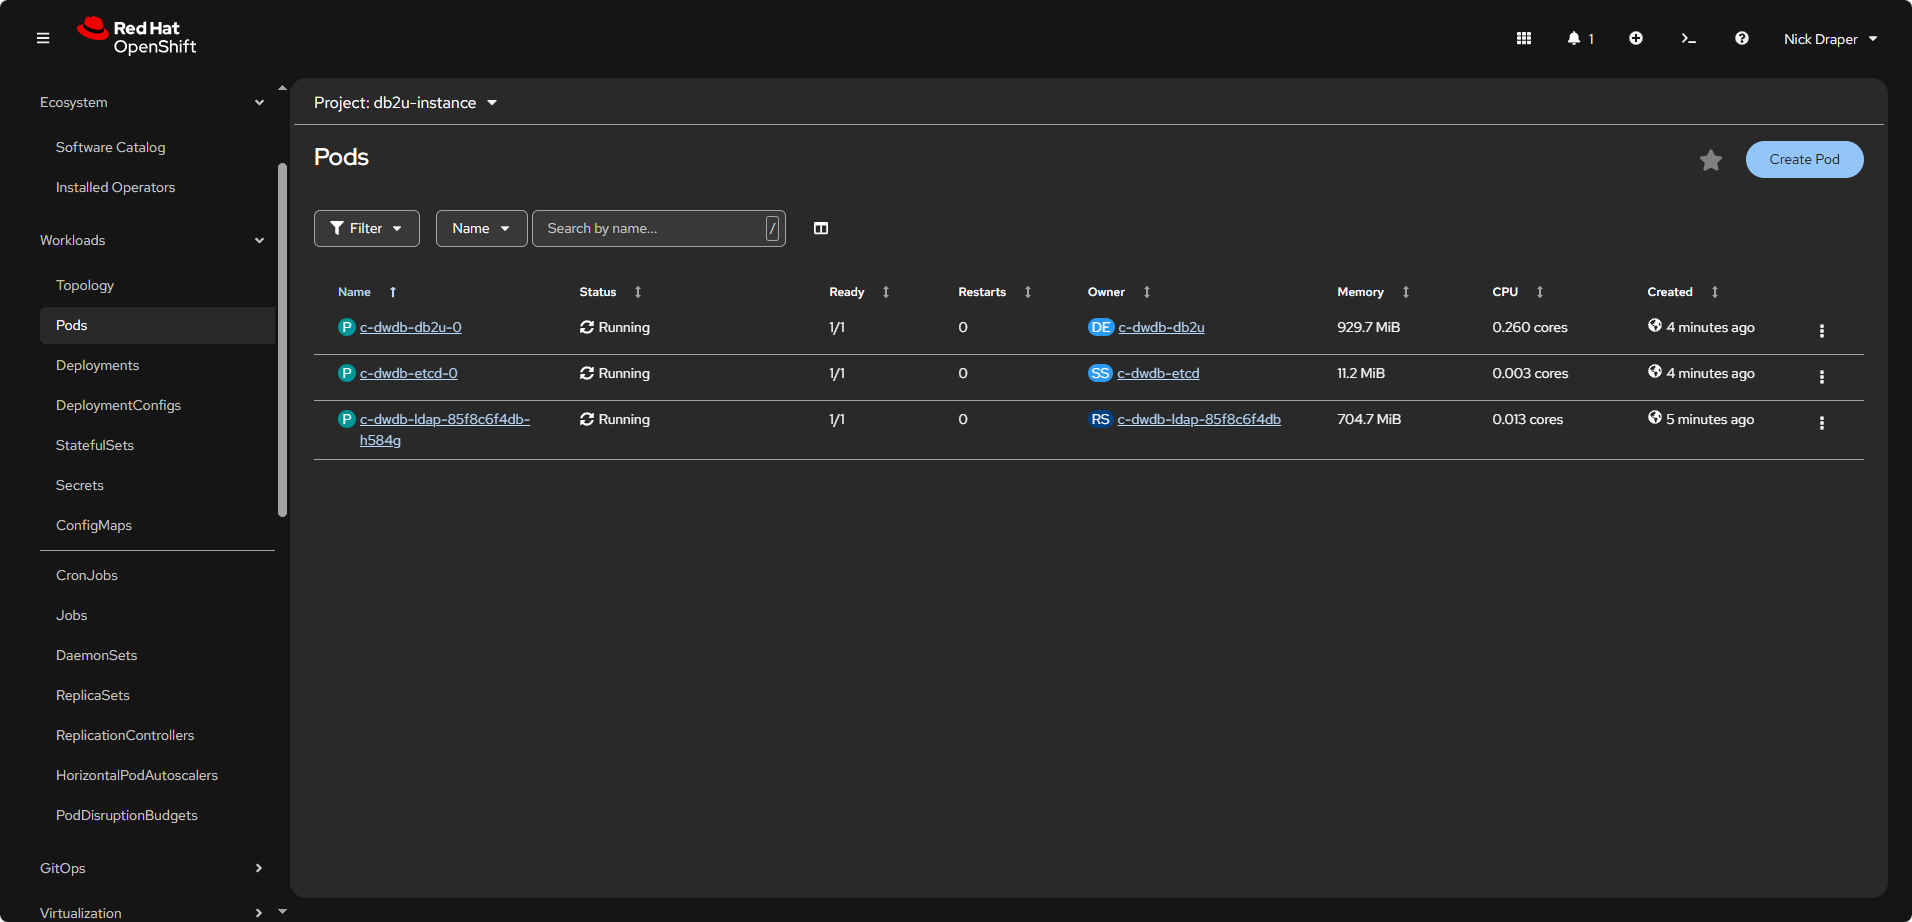 Red Hat
OpenShift
1
Nick Draper
Ecosystem
Software Catalog
Installed Operators
Workloads
Topology
Pods
Deployments
DeploymentConfigs
StatefulSets
Secrets
ConfigMaps
CronJobs
Jobs
DaemonSets
ReplicaSets
ReplicationControllers
HorizontalPodAutoscalers
PodDisruptionBudgets
GitOps
Virtualization
Project: db2u-instance
Pods
Create Pod
Filter
Name
Search by name...
/
Name Status Ready Restarts Owner Memory CPU Created
P c-dwdb-db2u-0 Running 1/1 0 DE c-dwdb-db2u 929.7 MiB 0.260 cores 4 minutes ago
P c-dwdb-etcd-0 Running 1/1 0 SS c-dwdb-etcd 11.2 MiB 0.003 cores 4 minutes ago
P c-dwdb-ldap-85f8c6f4db- Running 1/1 0 RS c-dwdb-ldap-85f8c6f4db 704.7 MiB 0.013 cores 5 minutes ago
h584g